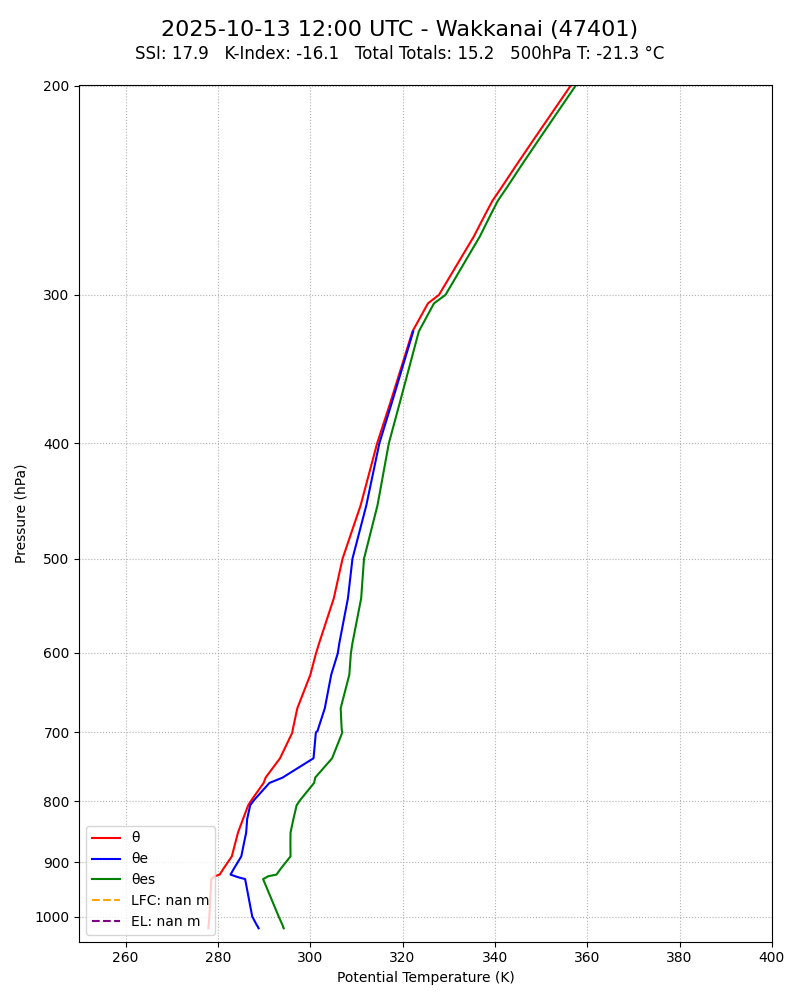 2025-10-13 12:00 UTC - Wakkanai (47401)
SSI: 17.9   K-Index: -16.1   Total Totals: 15.2   500hPa T: -21.3 °C
200
300
400
500
600
700
800
900
1000
Pressure (hPa)
θ
θe
θes
LFC: nan m
EL: nan m
260 280 300 320 340 360 380 400
Potential Temperature (K)